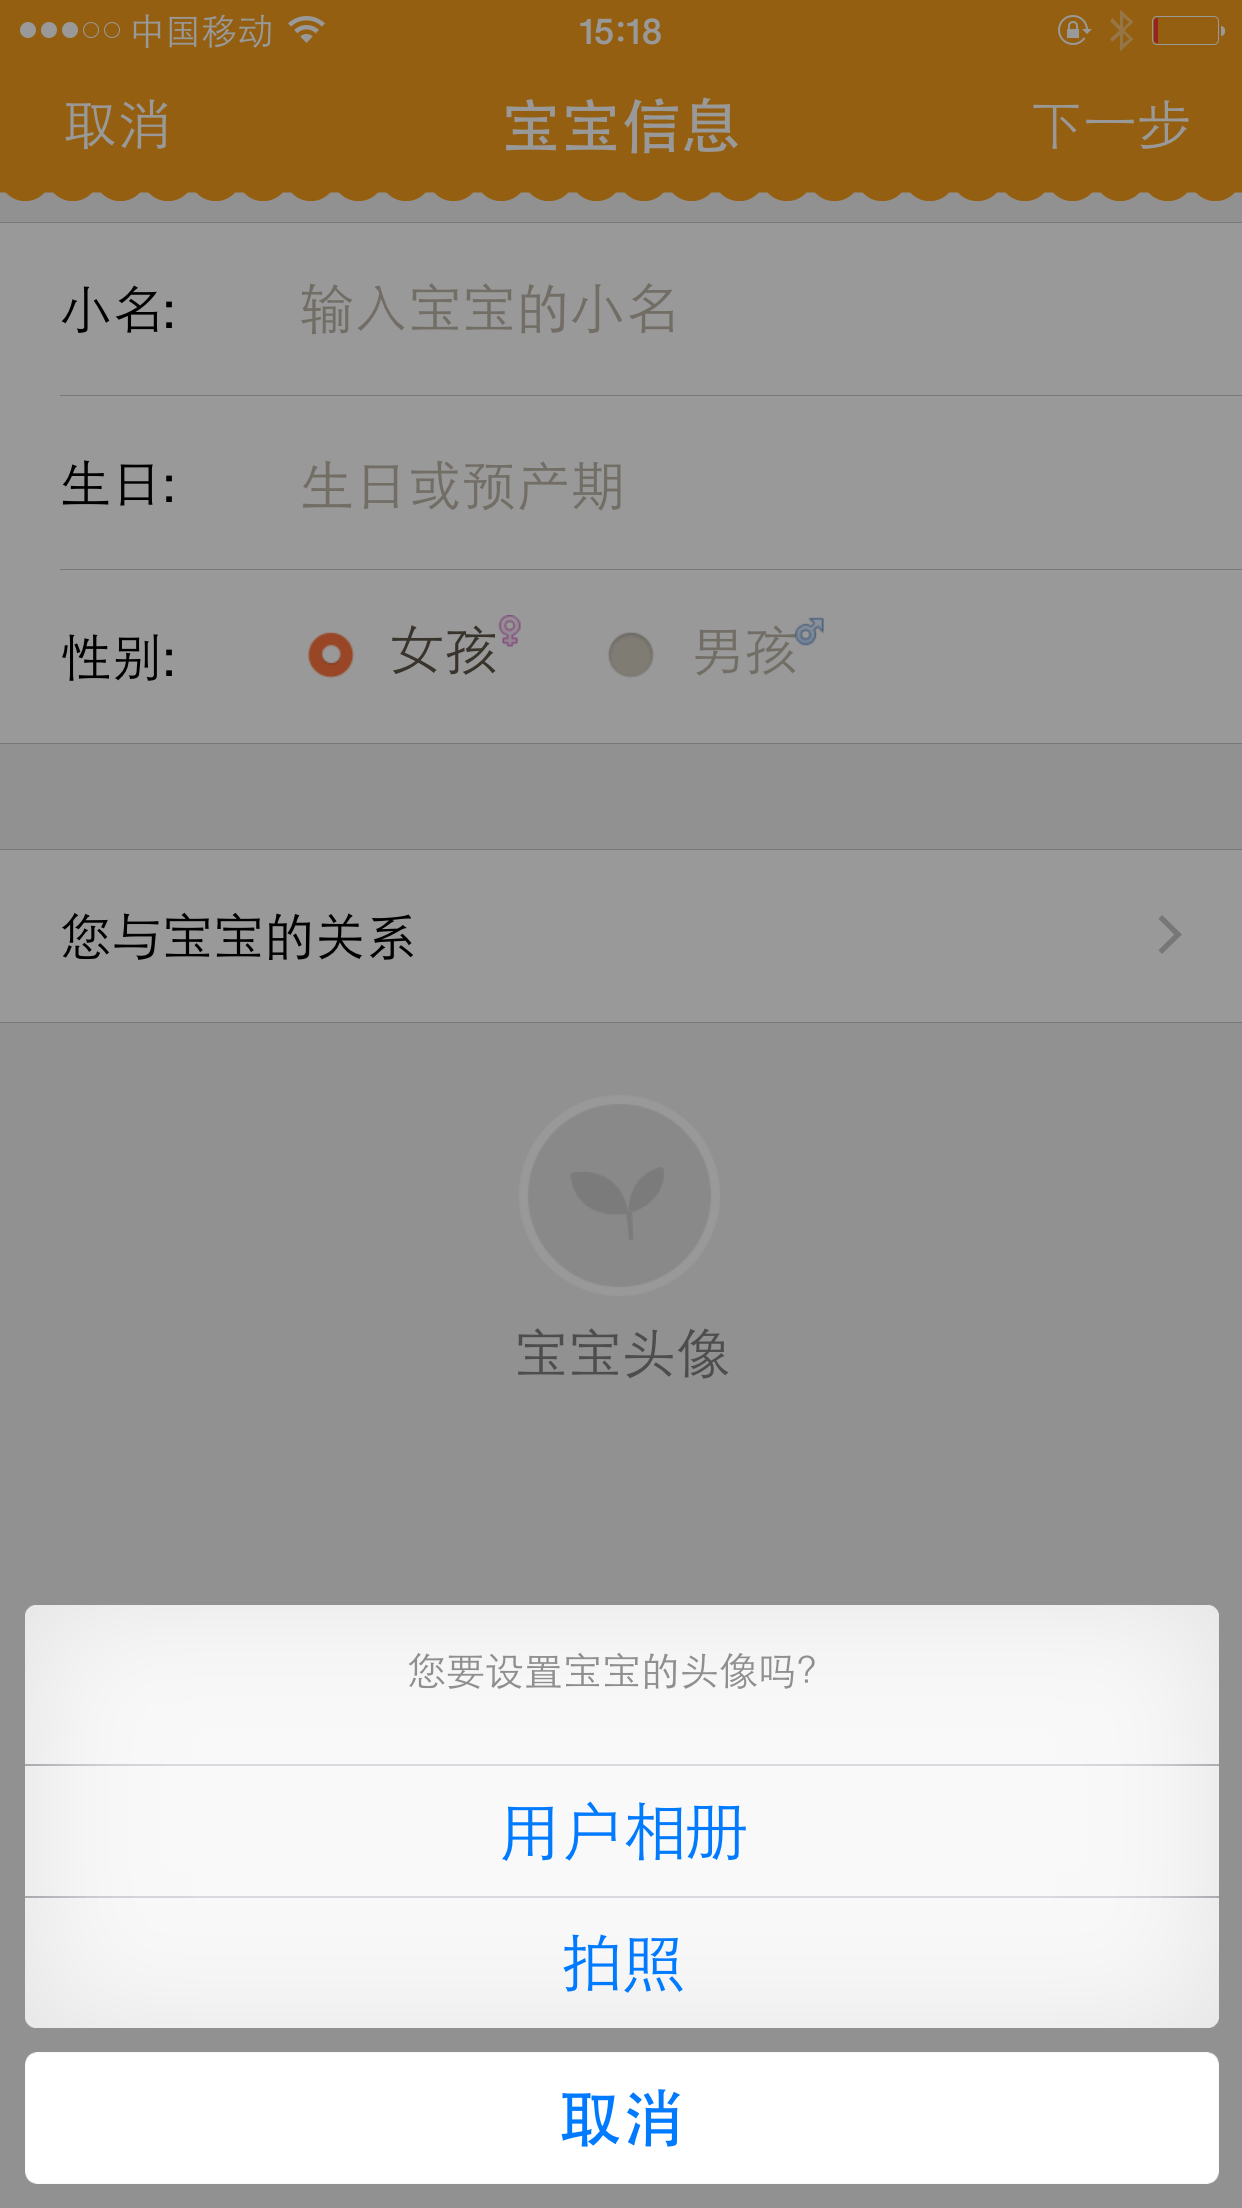 中国移动 15:18
取消 宝宝信息 下一步
小名: 输入宝宝的小名
生日: 生日或预产期
性别: 女孩 男孩
您与宝宝的关系
宝宝头像
您要设置宝宝的头像吗?
用户相册
拍照
取消